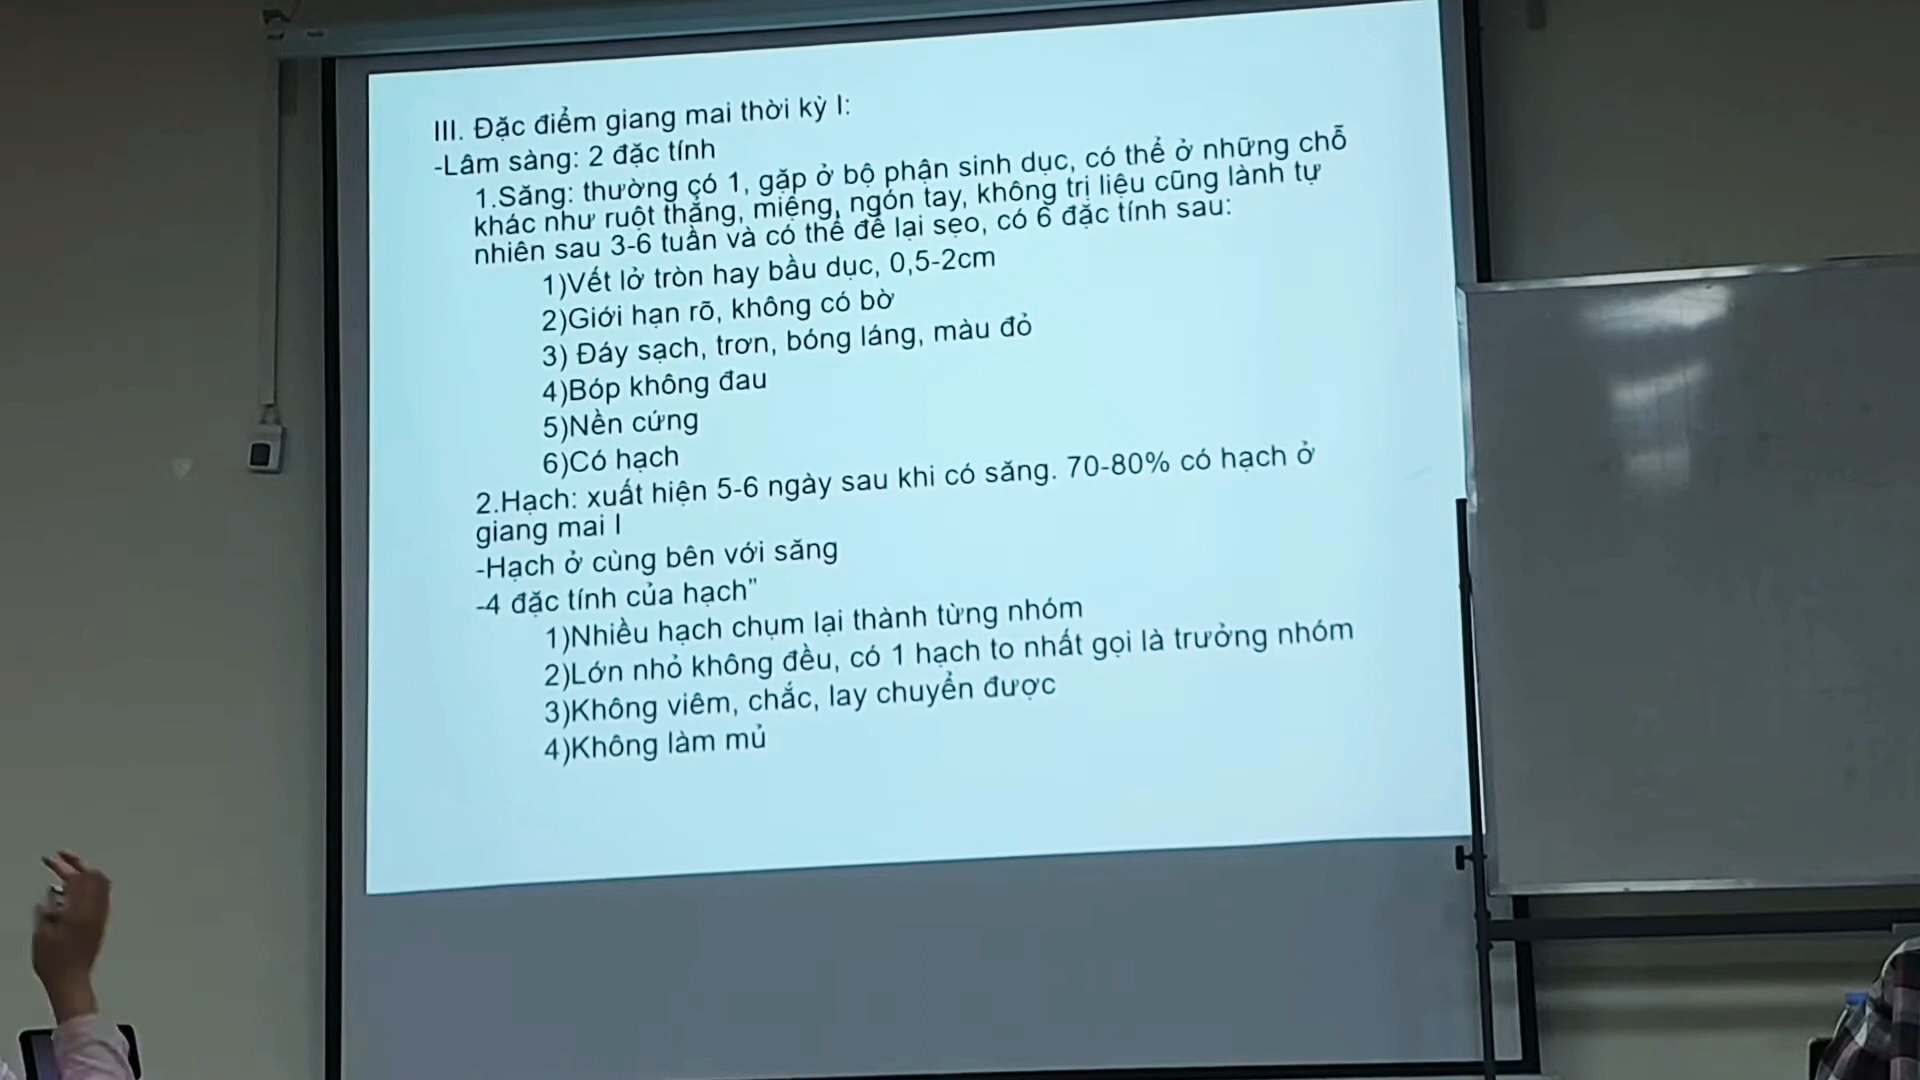 III. Đặc điểm giang mai thời kỳ I:
-Lâm sàng: 2 đặc tính
1.Săng: thường có 1, gặp ở bộ phận sinh dục, có thể ở những chỗ
khác như ruột thẳng, miệng, ngón tay, không trị liệu cũng lành tự
nhiên sau 3-6 tuần và có thể để lại sẹo, có 6 đặc tính sau:
1)Vết lở tròn hay bầu dục, 0,5-2cm
2)Giới hạn rõ, không có bờ
3) Đáy sạch, trơn, bóng láng, màu đỏ
4)Bóp không đau
5)Nền cứng
6)Có hạch
2.Hạch: xuất hiện 5-6 ngày sau khi có săng. 70-80% có hạch ở
giang mai I
-Hạch ở cùng bên với săng
-4 đặc tính của hạch"
1)Nhiều hạch chụm lại thành từng nhóm
2)Lớn nhỏ không đều, có 1 hạch to nhất gọi là trưởng nhóm
3)Không viêm, chắc, lay chuyển được
4)Không làm mủ